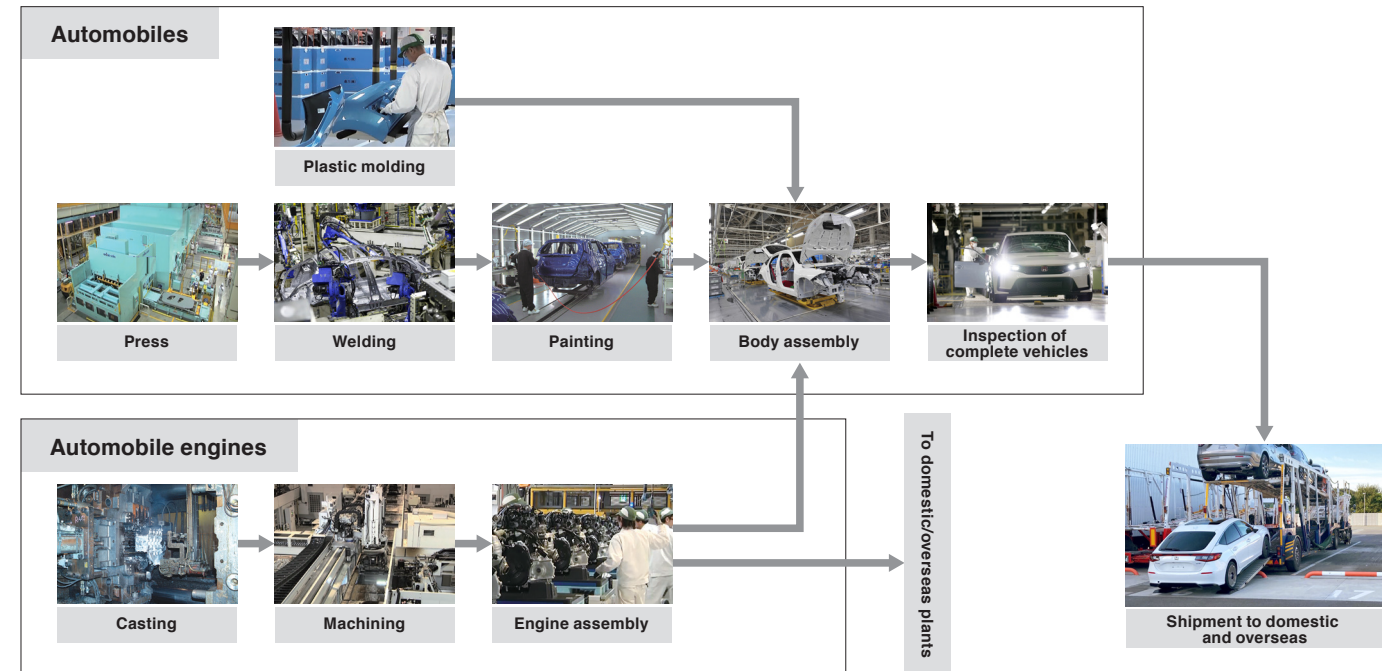 Automobiles
Plastic molding
Press
Welding
Painting
Body assembly
Inspection of
complete vehicles
Automobile engines
Casting
Machining
Engine assembly
To domestic/overseas plants
Shipment to domestic
and overseas